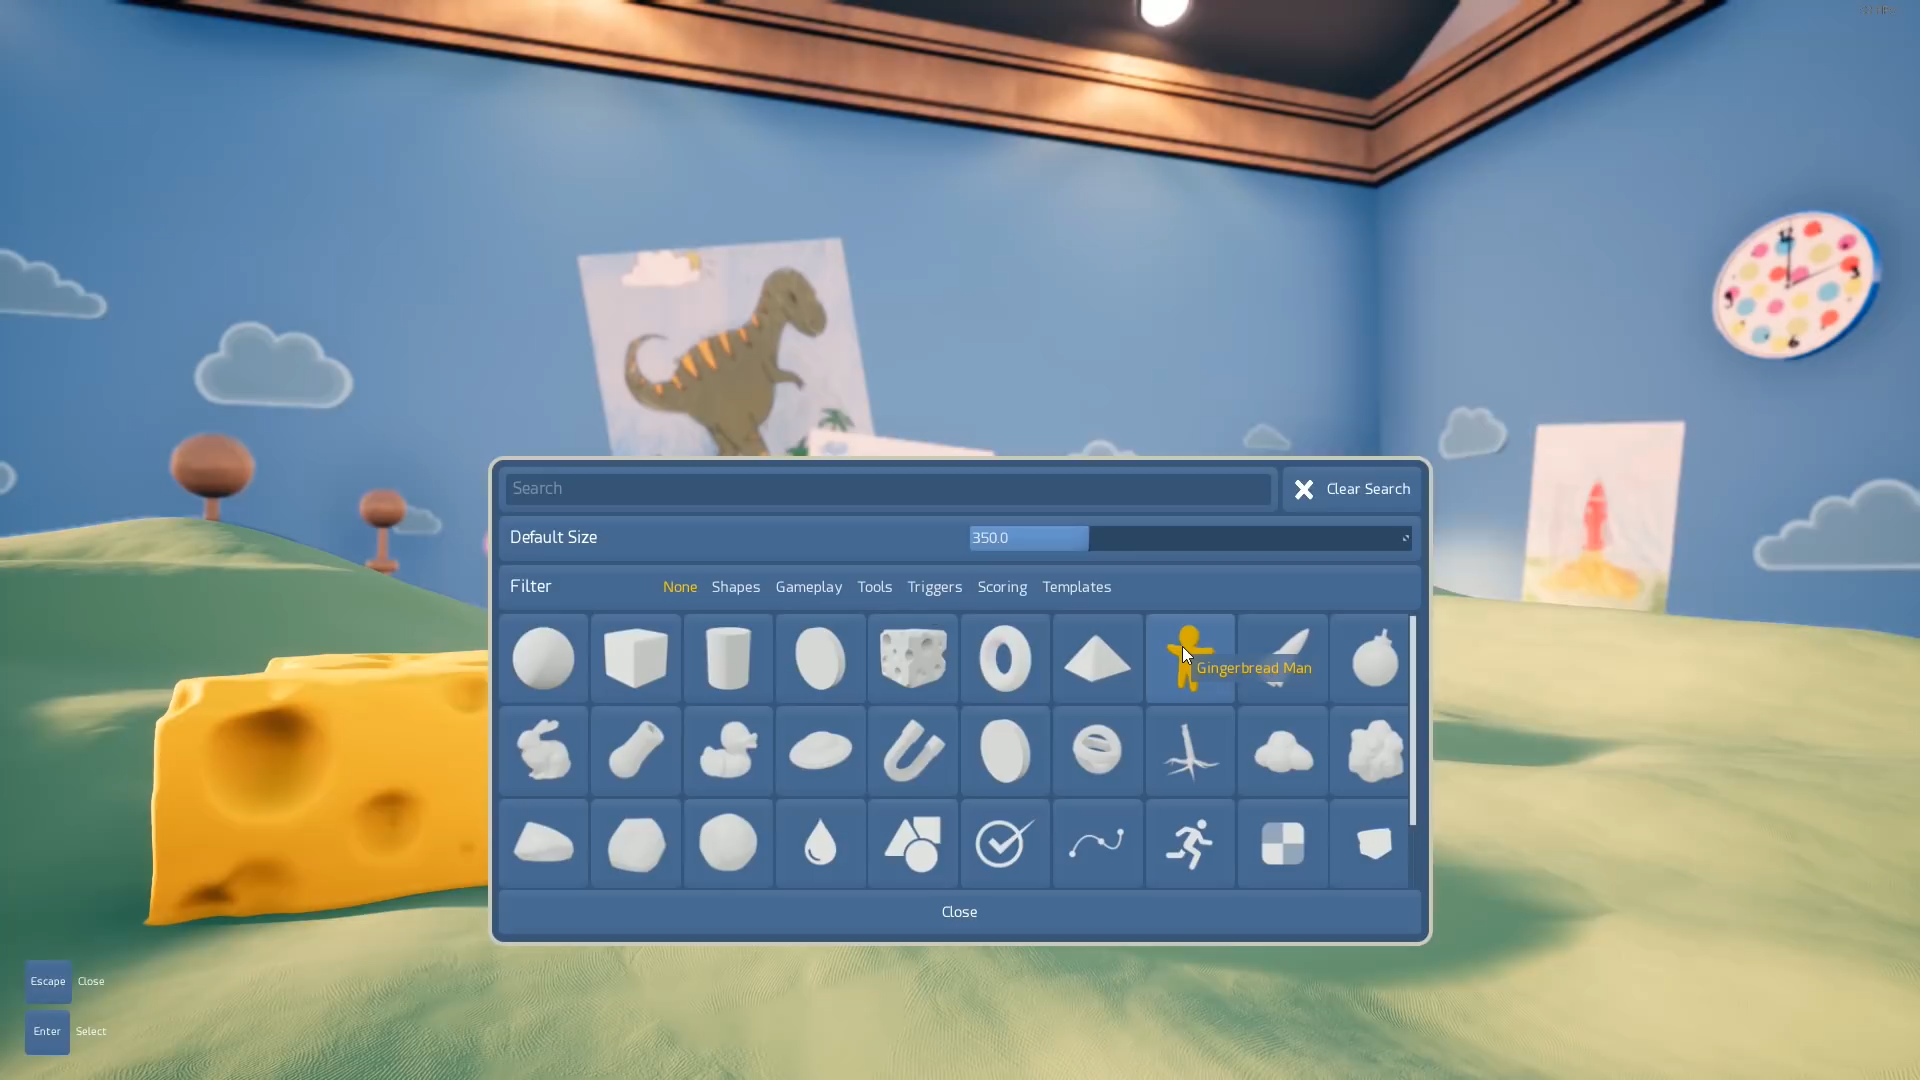 Search
Clear Search
Default Size
350.0
Filter
None Shapes Gameplay Tools Triggers Scoring Templates
Gingerbread Man
Close
Escape Close
Enter Select